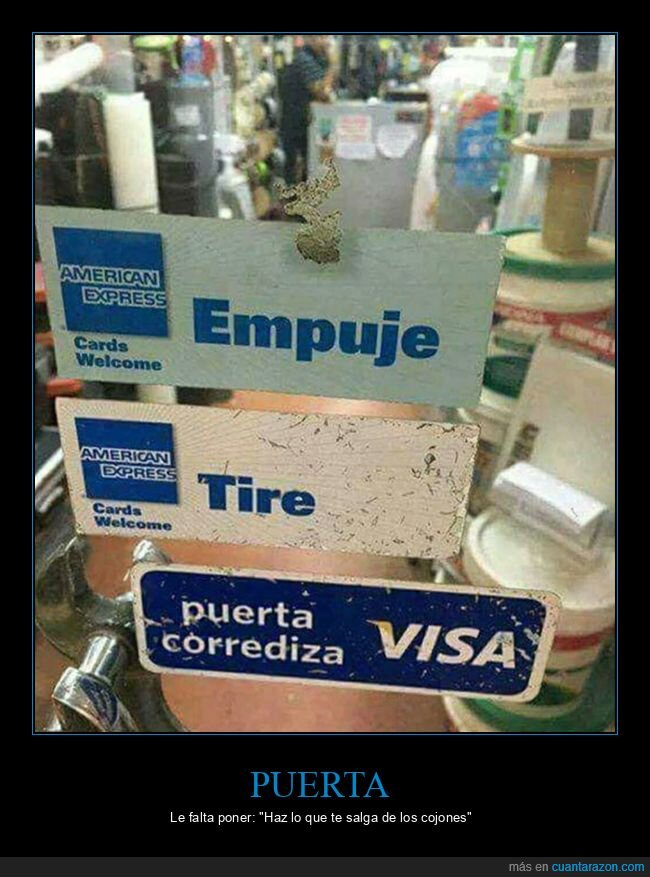 AMERICAN
EXPRESS
Cards
Welcome
Empuje
AMERICAN
EXPRESS
Cards
Welcome
Tire
puerta
corrediza
VISA
PUERTA
Le falta poner: "Haz lo que te salga de los cojones"
más en cuantarazon.com